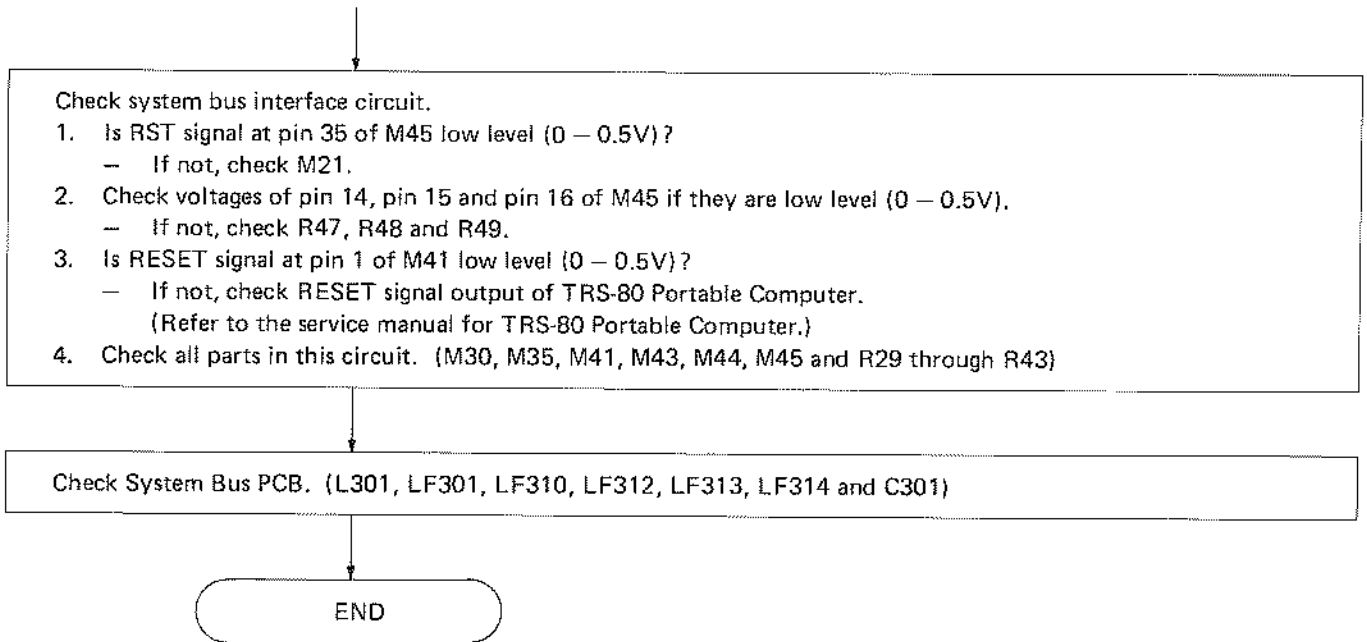 Check system bus interface circuit.
1. Is RST signal at pin 35 of M45 low level (0 – 0.5V)?
– If not, check M21.
2. Check voltages of pin 14, pin 15 and pin 16 of M45 if they are low level (0 – 0.5V).
– If not, check R47, R48 and R49.
3. Is RESET signal at pin 1 of M41 low level (0 – 0.5V)?
– If not, check RESET signal output of TRS-80 Portable Computer.
(Refer to the service manual for TRS-80 Portable Computer.)
4. Check all parts in this circuit. (M30, M35, M41, M43, M44, M45 and R29 through R43)
Check System Bus PCB. (L301, LF301, LF310, LF312, LF313, LF314 and C301)
END